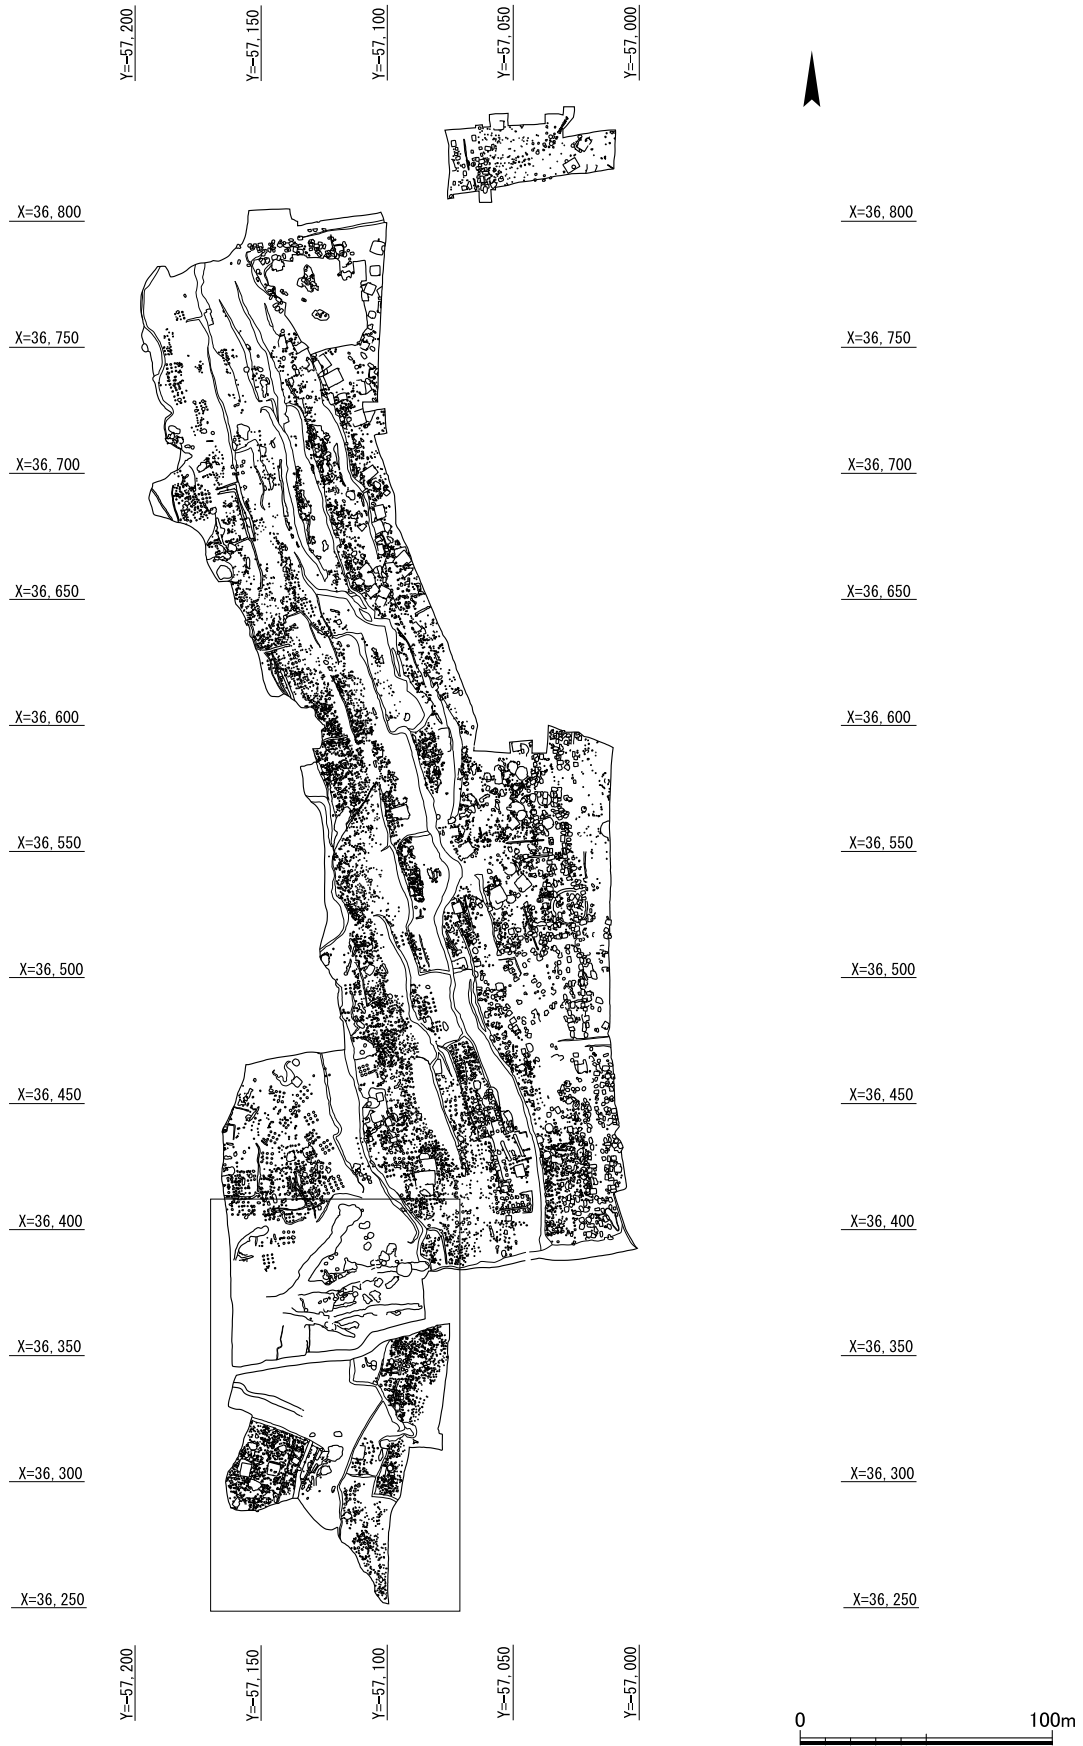 Y=-57, 200
Y=-57, 150
Y=-57, 100
Y=-57, 050
Y=-57, 000
X=36, 800 X=36, 800
X=36, 750 X=36, 750
X=36, 700 X=36, 700
X=36, 650 X=36, 650
X=36, 600 X=36, 600
X=36, 550 X=36, 550
X=36, 500 X=36, 500
X=36, 450 X=36, 450
X=36, 400 X=36, 400
X=36, 350 X=36, 350
X=36, 300 X=36, 300
X=36, 250 X=36, 250
Y=-57, 200
Y=-57, 150
Y=-57, 100
Y=-57, 050
Y=-57, 000
0 100m